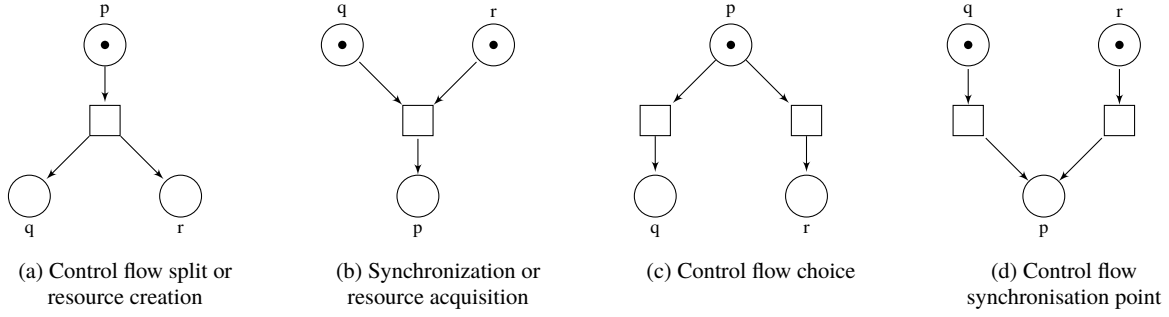 p
q
r
p
q
r
q
r
p
q
r
q
r
p
(a) Control flow split or
resource creation
(b) Synchronization or
resource acquisition
(c) Control flow choice
(d) Control flow
synchronisation point